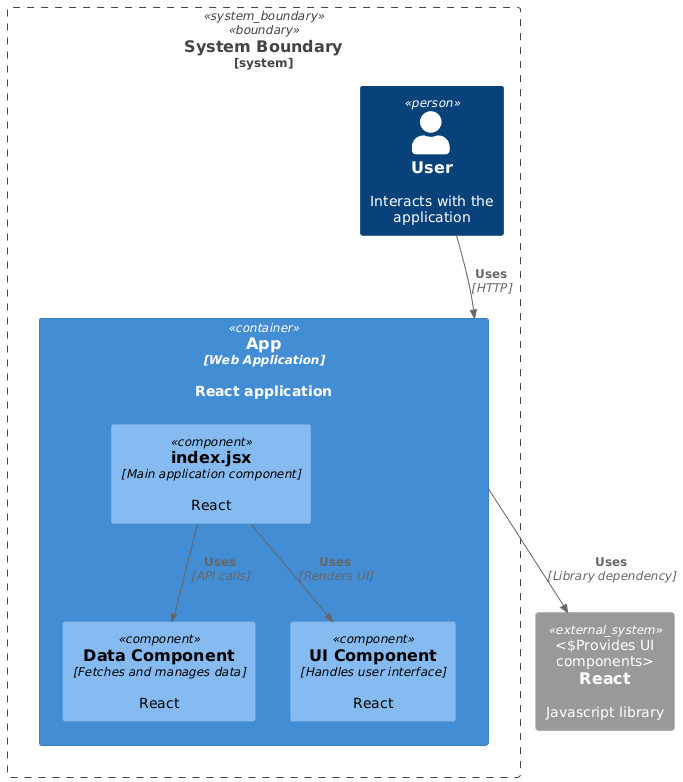 «system_boundary»
«boundary»
System Boundary
[system]
«person»
User
Interacts with the
application
Uses
[HTTP]
«container»
App
[Web Application]
React application
«component»
index.jsx
[Main application component]
React
Uses
[API calls]
Uses
[Renders UI]
Uses
[Library dependency]
«component»
Data Component
[Fetches and manages data]
React
«component»
UI Component
[Handles user interface]
React
«external_system»
<$Provides UI
components>
React
Javascript library